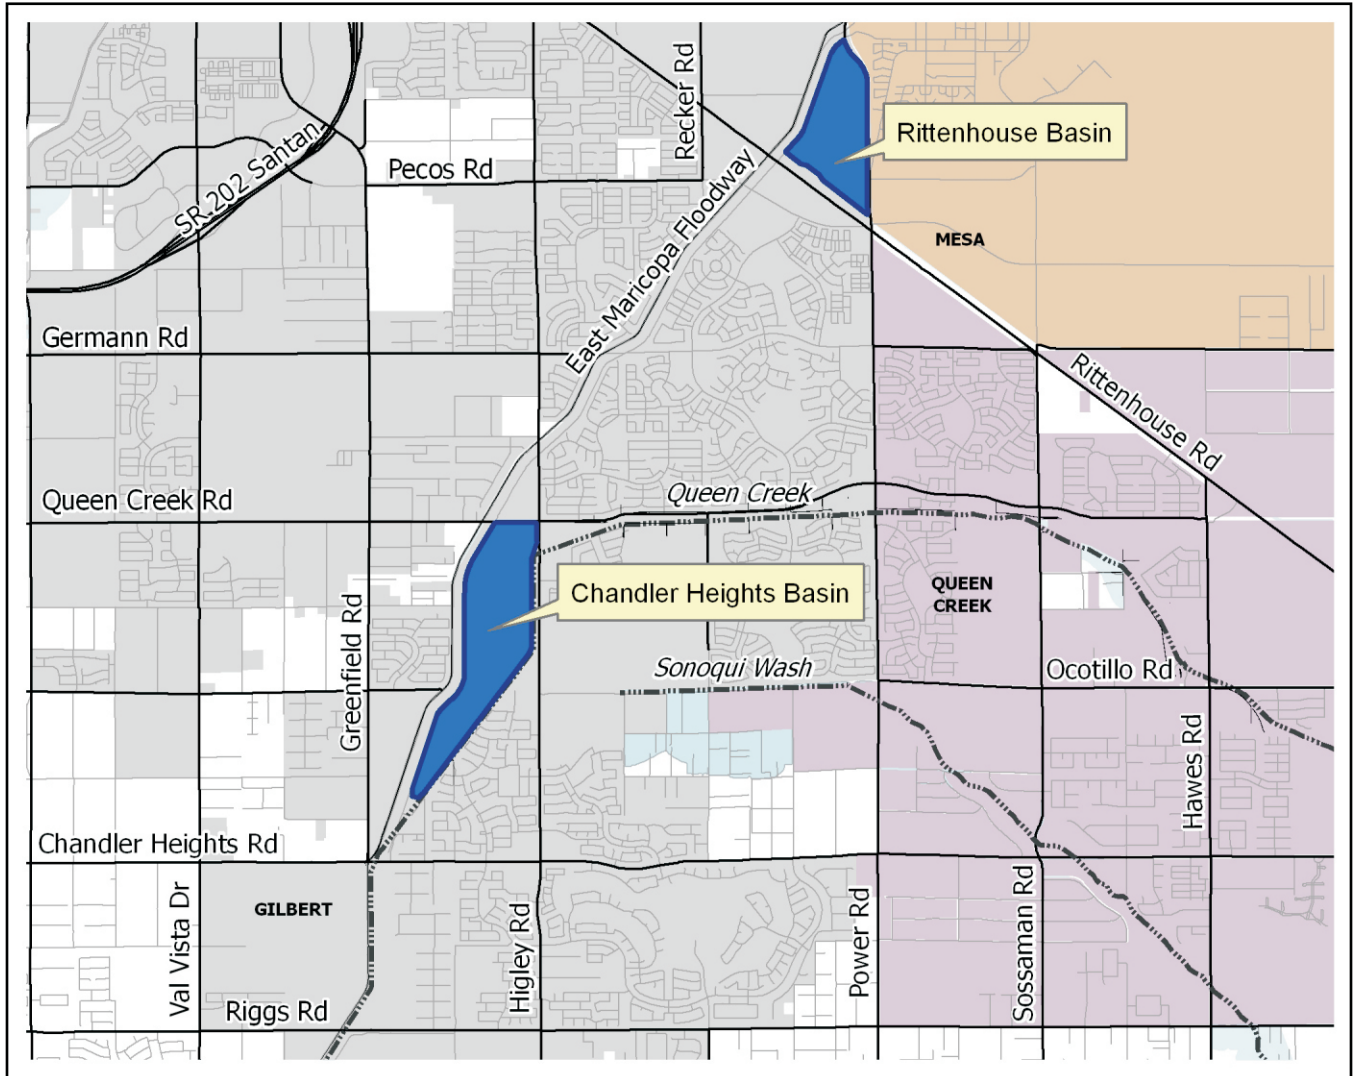 Recker Rd
Rittenhouse Basin
SR 202 Santan
Pecos Rd
East Maricopa Floodway
MESA
Germann Rd
Rittenhouse Rd
Queen Creek Rd
Queen Creek
Chandler Heights Basin
QUEEN
CREEK
Greenfield Rd
Sonoqui Wash
Ocotillo Rd
Hawes Rd
Chandler Heights Rd
Val Vista Dr
GILBERT
Higley Rd
Power Rd
Sossaman Rd
Riggs Rd